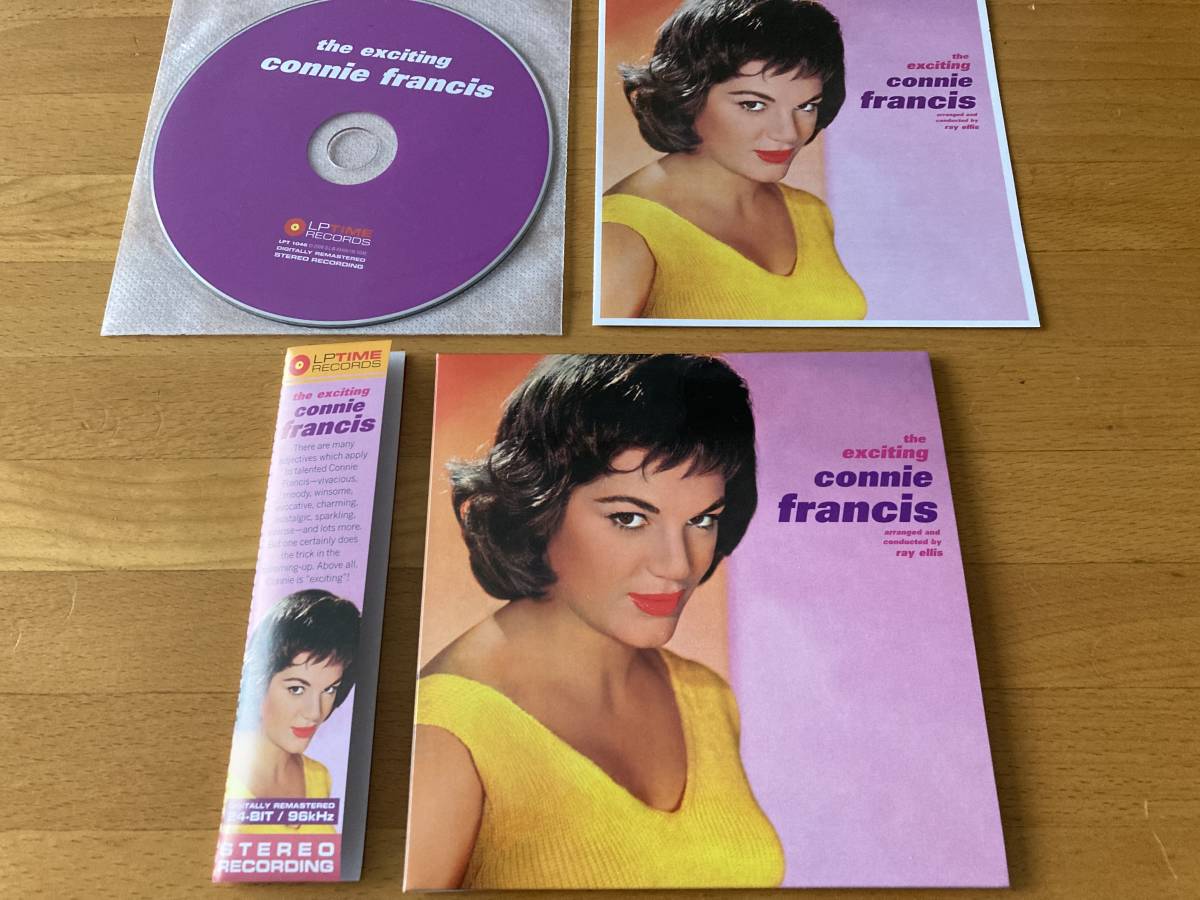 the exciting
connie francis
LPTIME
RECORDS
LPT 1046
DIGITALLY REMASTERED
STEREO RECORDING
the
exciting
connie
francis
arranged and
conducted by
ray ellis
LPTIME
RECORDS
the exciting
connie
francis
There are many
adjectives which apply
to talented Connie
Francis—vivacious,
moody, winsome,
evocative, charming,
nostalgic, sparkling,
and lots more.
But one certainly does
the trick in the
summing-up. Above all,
Connie is "exciting"!
DIGITALLY REMASTERED
24-BIT / 96kHz
STEREO
RECORDING
the
exciting
connie
francis
arranged and
conducted by
ray ellis